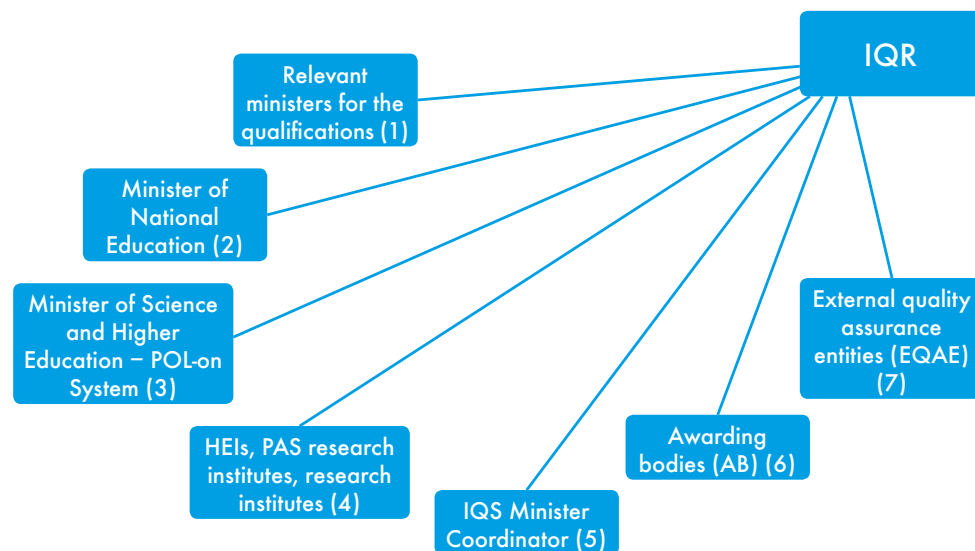 IQR
Relevant
ministers for the
qualifications (1)
Minister of
National
Education (2)
Minister of Science
and Higher
Education – POL-on
System (3)
HEIs, PAS research
institutes, research
institutes (4)
IQS Minister
Coordinator (5)
Awarding
bodies (AB) (6)
External quality
assurance
entities (EQAE)
(7)